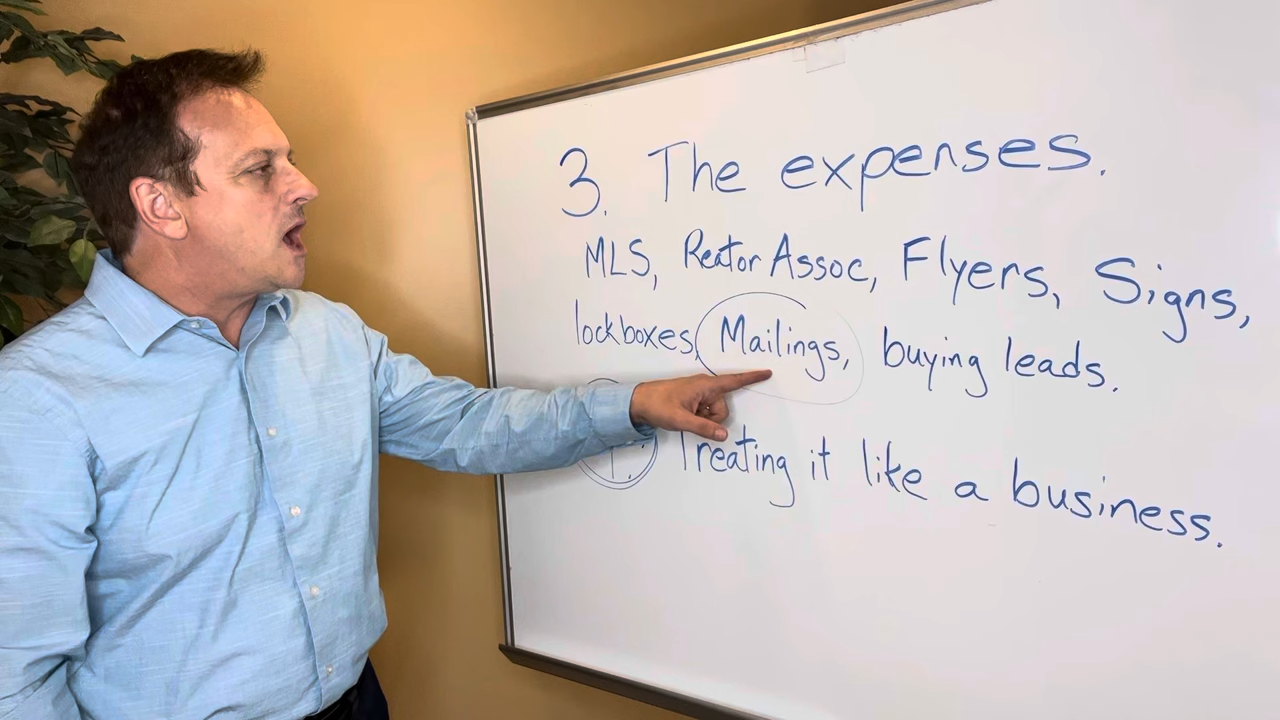 3. The expenses.
MLS, Reator Assoc, Flyers, Signs,
lockboxes, Mailings, buying leads.
Treating it like a business.